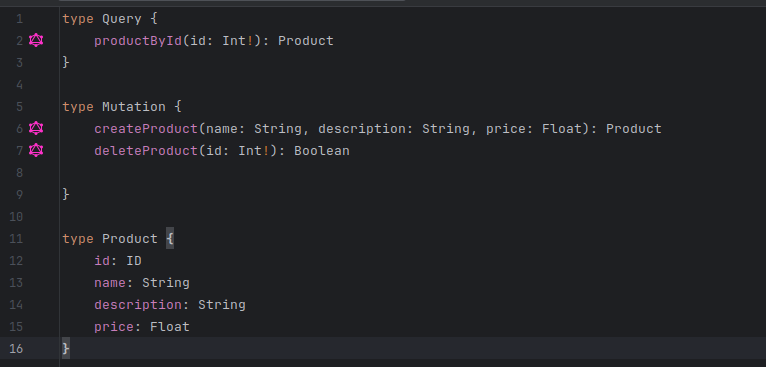 1 type Query {
2 productById(id: Int!): Product
3 }
4
5 type Mutation {
6 createProduct(name: String, description: String, price: Float): Product
7 deleteProduct(id: Int!): Boolean
8
9 }
10
11 type Product {
12 id: ID
13 name: String
14 description: String
15 price: Float
16 }